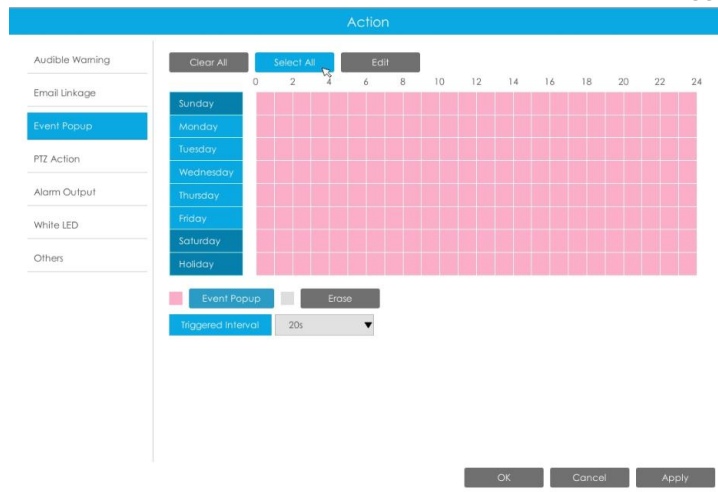 Action
Audible Warning
Email Linkage
Event Popup
PTZ Action
Alarm Output
White LED
Others
Clear All Select All Edit
0 2 4 6 8 10 12 14 16 18 20 22 24
Sunday
Monday
Tuesday
Wednesday
Thursday
Friday
Saturday
Holiday
Event Popup Erase
Triggered Interval 20s
OK Cancel Apply